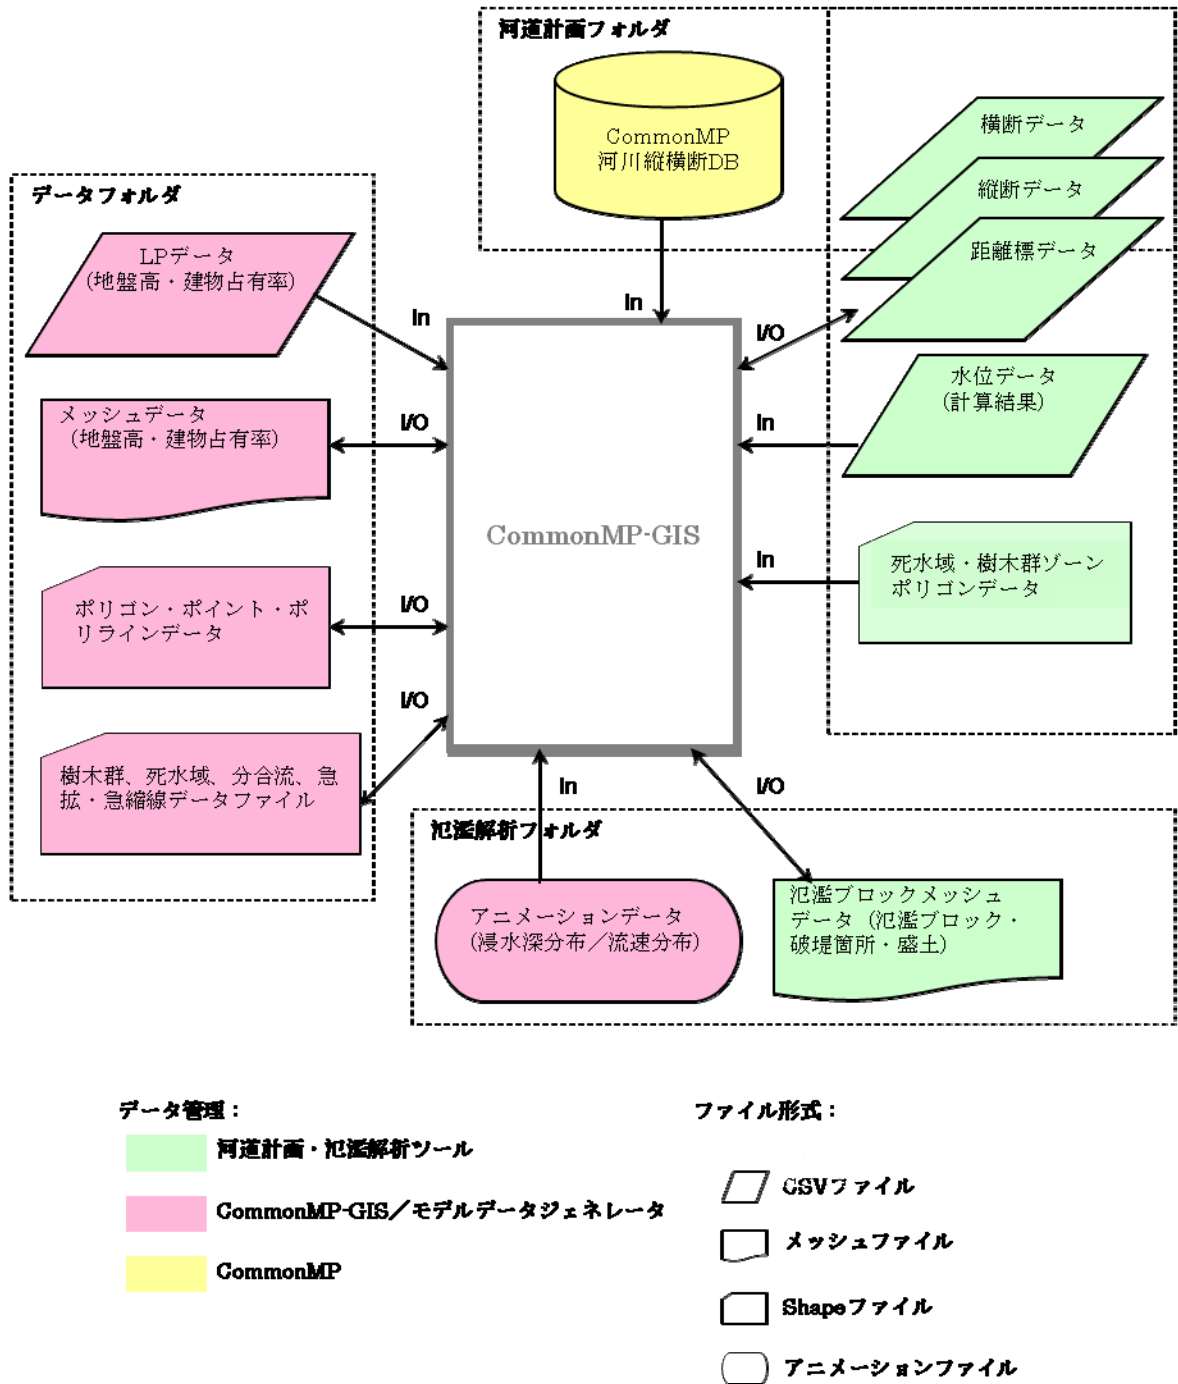 河道計画フォルダ
CommonMP
河川縦横断DB
横断データ
縦断データ
距離標データ
データフォルダ
LPデータ
(地盤高・建物占有率)
In
In
I/O
メッシュデータ
(地盤高・建物占有率)
I/O
水位データ
(計算結果)
In
CommonMP-GIS
In
死水域・樹木群ゾーン
ポリゴンデータ
ポリゴン・ポイント・ポ
リラインデータ
I/O
I/O
樹木群、死水域、分合流、急
拡・急縮線データファイル
In
I/O
氾濫解析フォルダ
アニメーションデータ
(浸水深分布／流速分布)
氾濫ブロックメッシュ
データ (氾濫ブロック・
破堤箇所・盛土)
データ管理：
河道計画・氾濫解析ツール
CommonMP-GIS／モデルデータジェネレータ
CommonMP
ファイル形式：
CSVファイル
メッシュファイル
Shapeファイル
アニメーションファイル